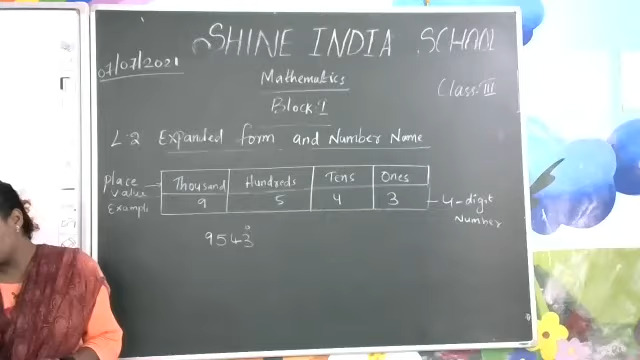 SHINE INDIA SCHOOL
07/07/2021
Mathematics
Class: III
Block: 1
L-2 Expanded form and Number Name
Place value Thousand Hundreds Tens Ones
Example 9 5 4 3 4-digit Number
9543